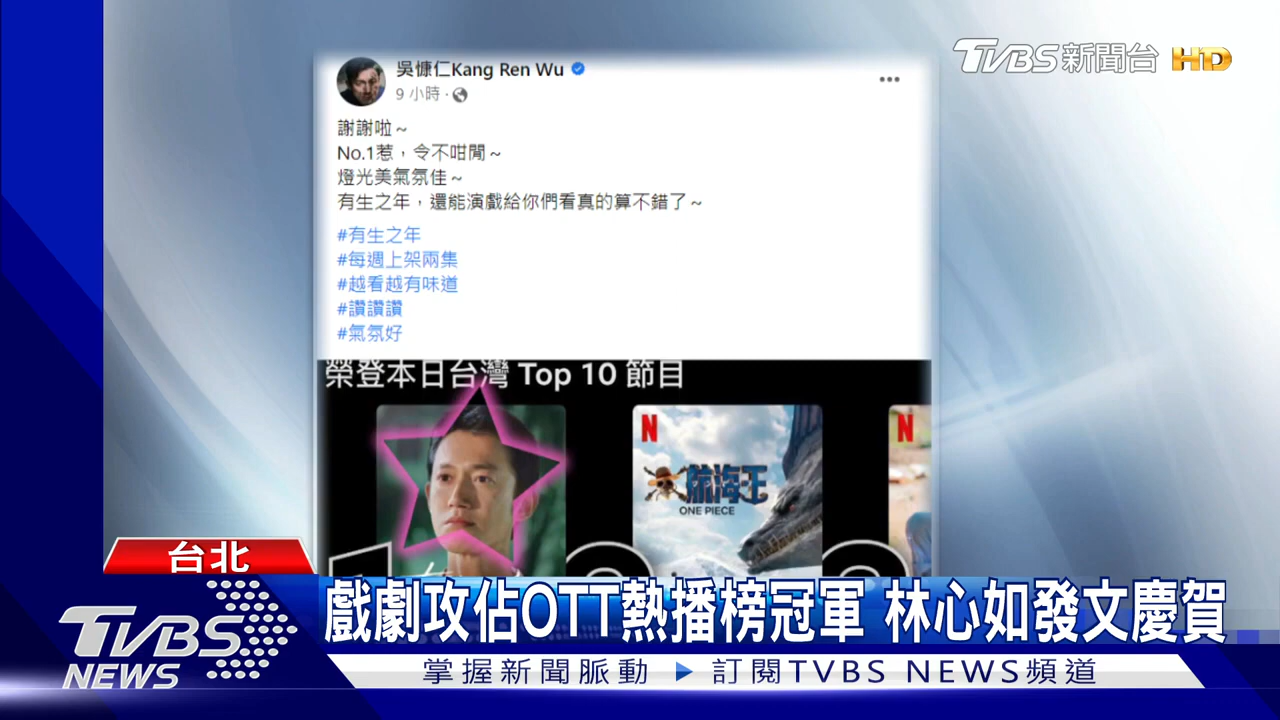 TVBS新聞台 HD
吳慷仁Kang Ren Wu
9 小時
謝謝啦～
No.1惹，令不咁閒～
燈光美氣氛佳～
有生之年，還能演戲給你們看真的算不錯了～
#有生之年
#每週上架兩集
#越看越有味道
#讚讚讚
#氣氛好
榮登本日台灣 Top 10 節目
N
航海王
ONE PIECE
N
台北
戲劇攻佔OTT熱播榜冠軍 林心如發文慶賀
TVBS
NEWS
掌握新聞脈動 ▶ 訂閱TVBS NEWS頻道